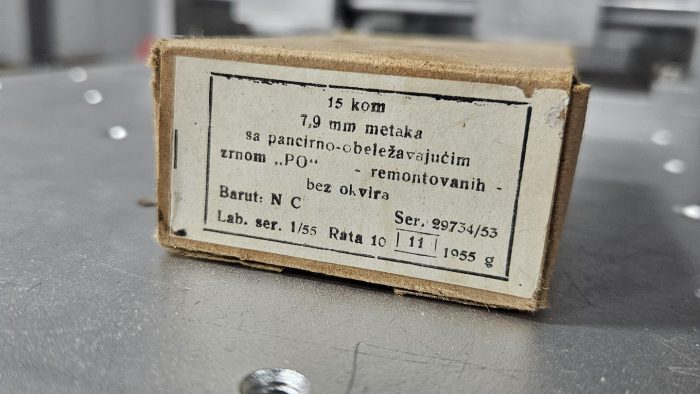 15 kom
7,9 mm metaka
sa pancirno-obeležavajućim
zrnom „PO“ - remontovanih -
bez okvira
Barut: N C
Ser. 29734/53
Lab. ser. 1/55 Rata 10 11 1955 g